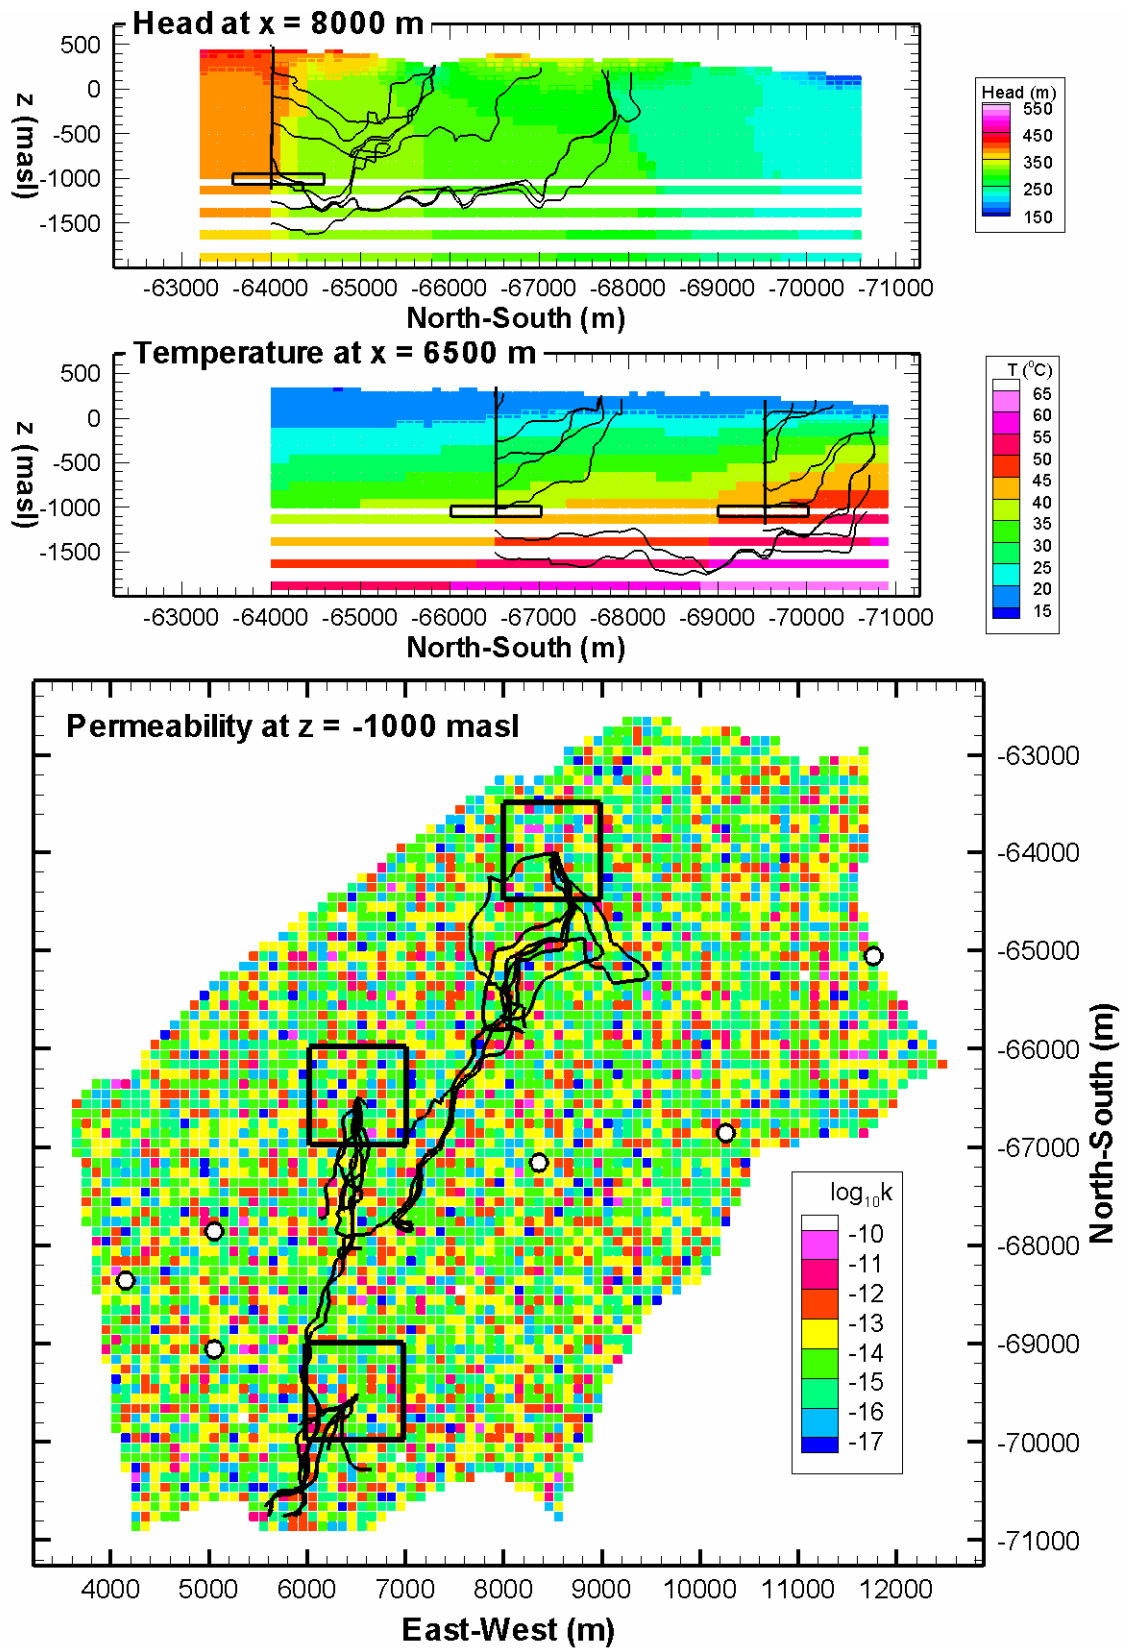 Head at x = 8000 m
500
0
-500
-1000
-1500
z (masl)
-63000 -64000 -65000 -66000 -67000 -68000 -69000 -70000 -71000
North-South (m)
Head (m)
550
450
350
250
150
Temperature at x = 6500 m
500
0
-500
-1000
-1500
z (masl)
-63000 -64000 -65000 -66000 -67000 -68000 -69000 -70000 -71000
North-South (m)
T (⁰C)
65
60
55
50
45
40
35
30
25
20
15
Permeability at z = -1000 masl
-63000
-64000
-65000
-66000
-67000
-68000
-69000
-70000
-71000
North-South (m)
log₁₀k
-10
-11
-12
-13
-14
-15
-16
-17
4000 5000 6000 7000 8000 9000 10000 11000 12000
East-West (m)